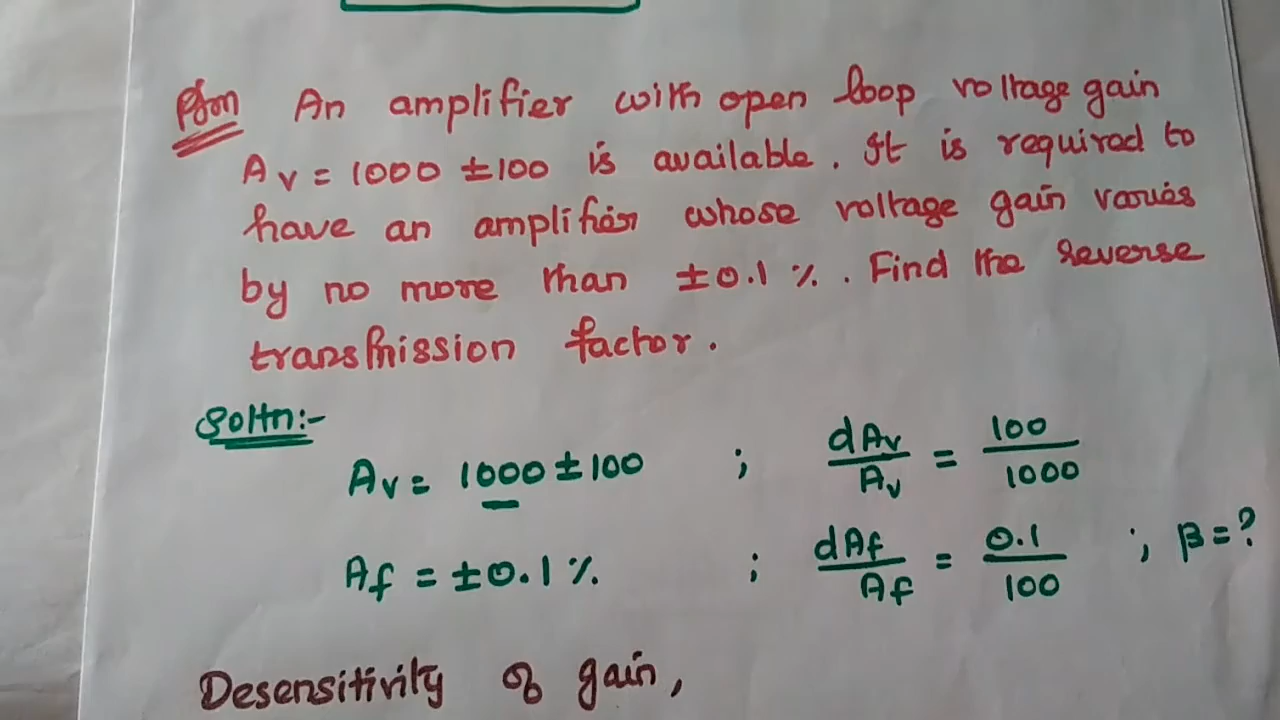 Pbm An amplifier with open loop voltage gain
Av = 1000 ±100 is available. It is required to
have an amplifier whose voltage gain varies
by no more than ±0.1 %. Find the reverse
transmission factor.
Soltn:-
Av = 1000 ± 100 ; dAv/Av = 100/1000
Af = ±0.1 % ; dAf/Af = 0.1/100 ; β = ?
Desensitivity of gain,